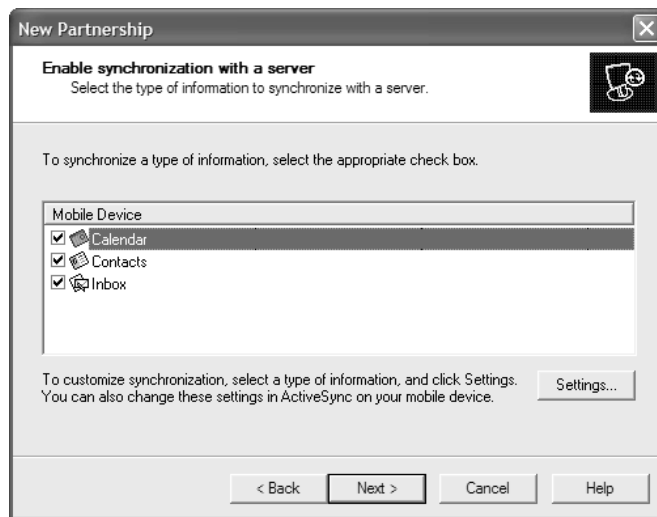 New Partnership
Enable synchronization with a server
Select the type of information to synchronize with a server.
To synchronize a type of information, select the appropriate check box.
Mobile Device
Calendar
Contacts
Inbox
To customize synchronization, select a type of information, and click Settings.
You can also change these settings in ActiveSync on your mobile device.
Settings...
< Back
Next >
Cancel
Help